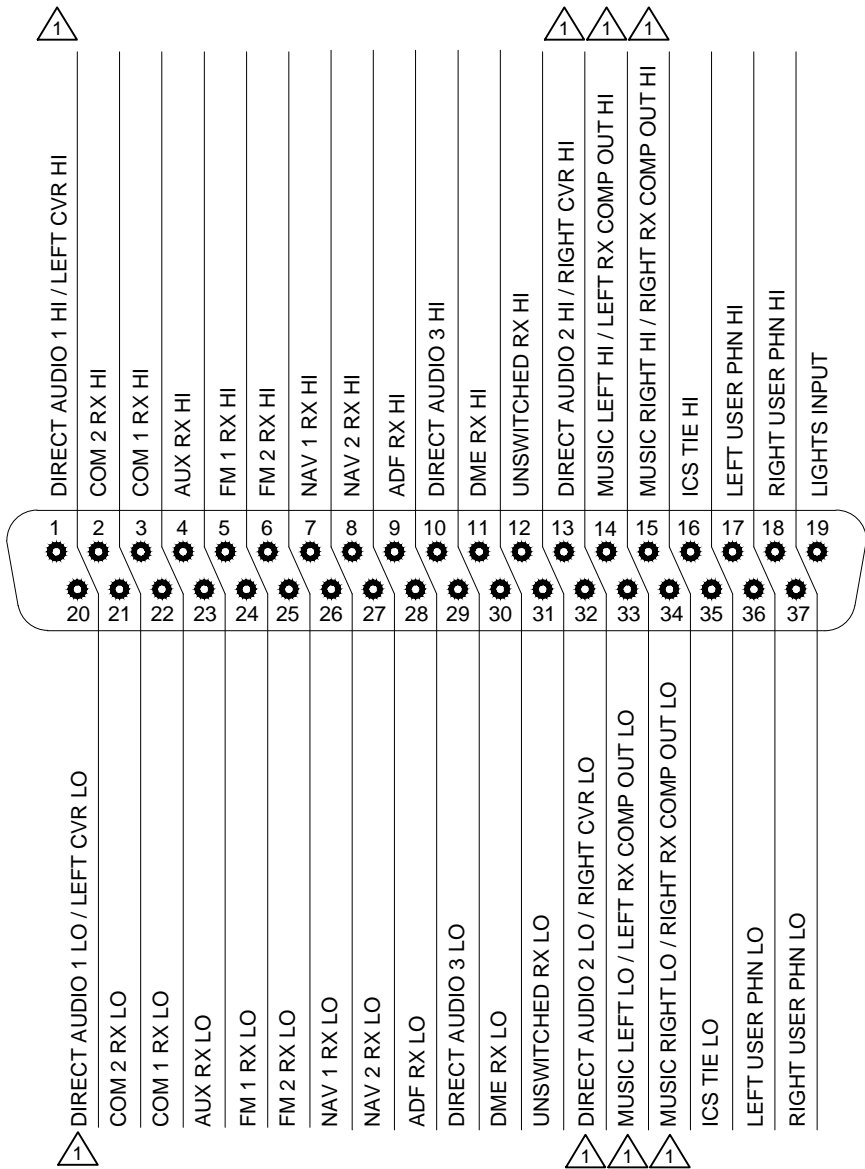 1 1 1 1
DIRECT AUDIO 1 HI / LEFT CVR HI
COM 2 RX HI
COM 1 RX HI
AUX RX HI
FM 1 RX HI
FM 2 RX HI
NAV 1 RX HI
NAV 2 RX HI
ADF RX HI
DIRECT AUDIO 3 HI
DME RX HI
UNSWITCHED RX HI
DIRECT AUDIO 2 HI / RIGHT CVR HI
MUSIC LEFT HI / LEFT RX COMP OUT HI
MUSIC RIGHT HI / RIGHT RX COMP OUT HI
ICS TIE HI
LEFT USER PHN HI
RIGHT USER PHN HI
LIGHTS INPUT
1 2 3 4 5 6 7 8 9 10 11 12 13 14 15 16 17 18 19
20 21 22 23 24 25 26 27 28 29 30 31 32 33 34 35 36 37
DIRECT AUDIO 1 LO / LEFT CVR LO
COM 2 RX LO
COM 1 RX LO
AUX RX LO
FM 1 RX LO
FM 2 RX LO
NAV 1 RX LO
NAV 2 RX LO
ADF RX LO
DIRECT AUDIO 3 LO
DME RX LO
UNSWITCHED RX LO
DIRECT AUDIO 2 LO / RIGHT CVR LO
MUSIC LEFT LO / LEFT RX COMP OUT LO
MUSIC RIGHT LO / RIGHT RX COMP OUT LO
ICS TIE LO
LEFT USER PHN LO
RIGHT USER PHN LO
1 1 1 1